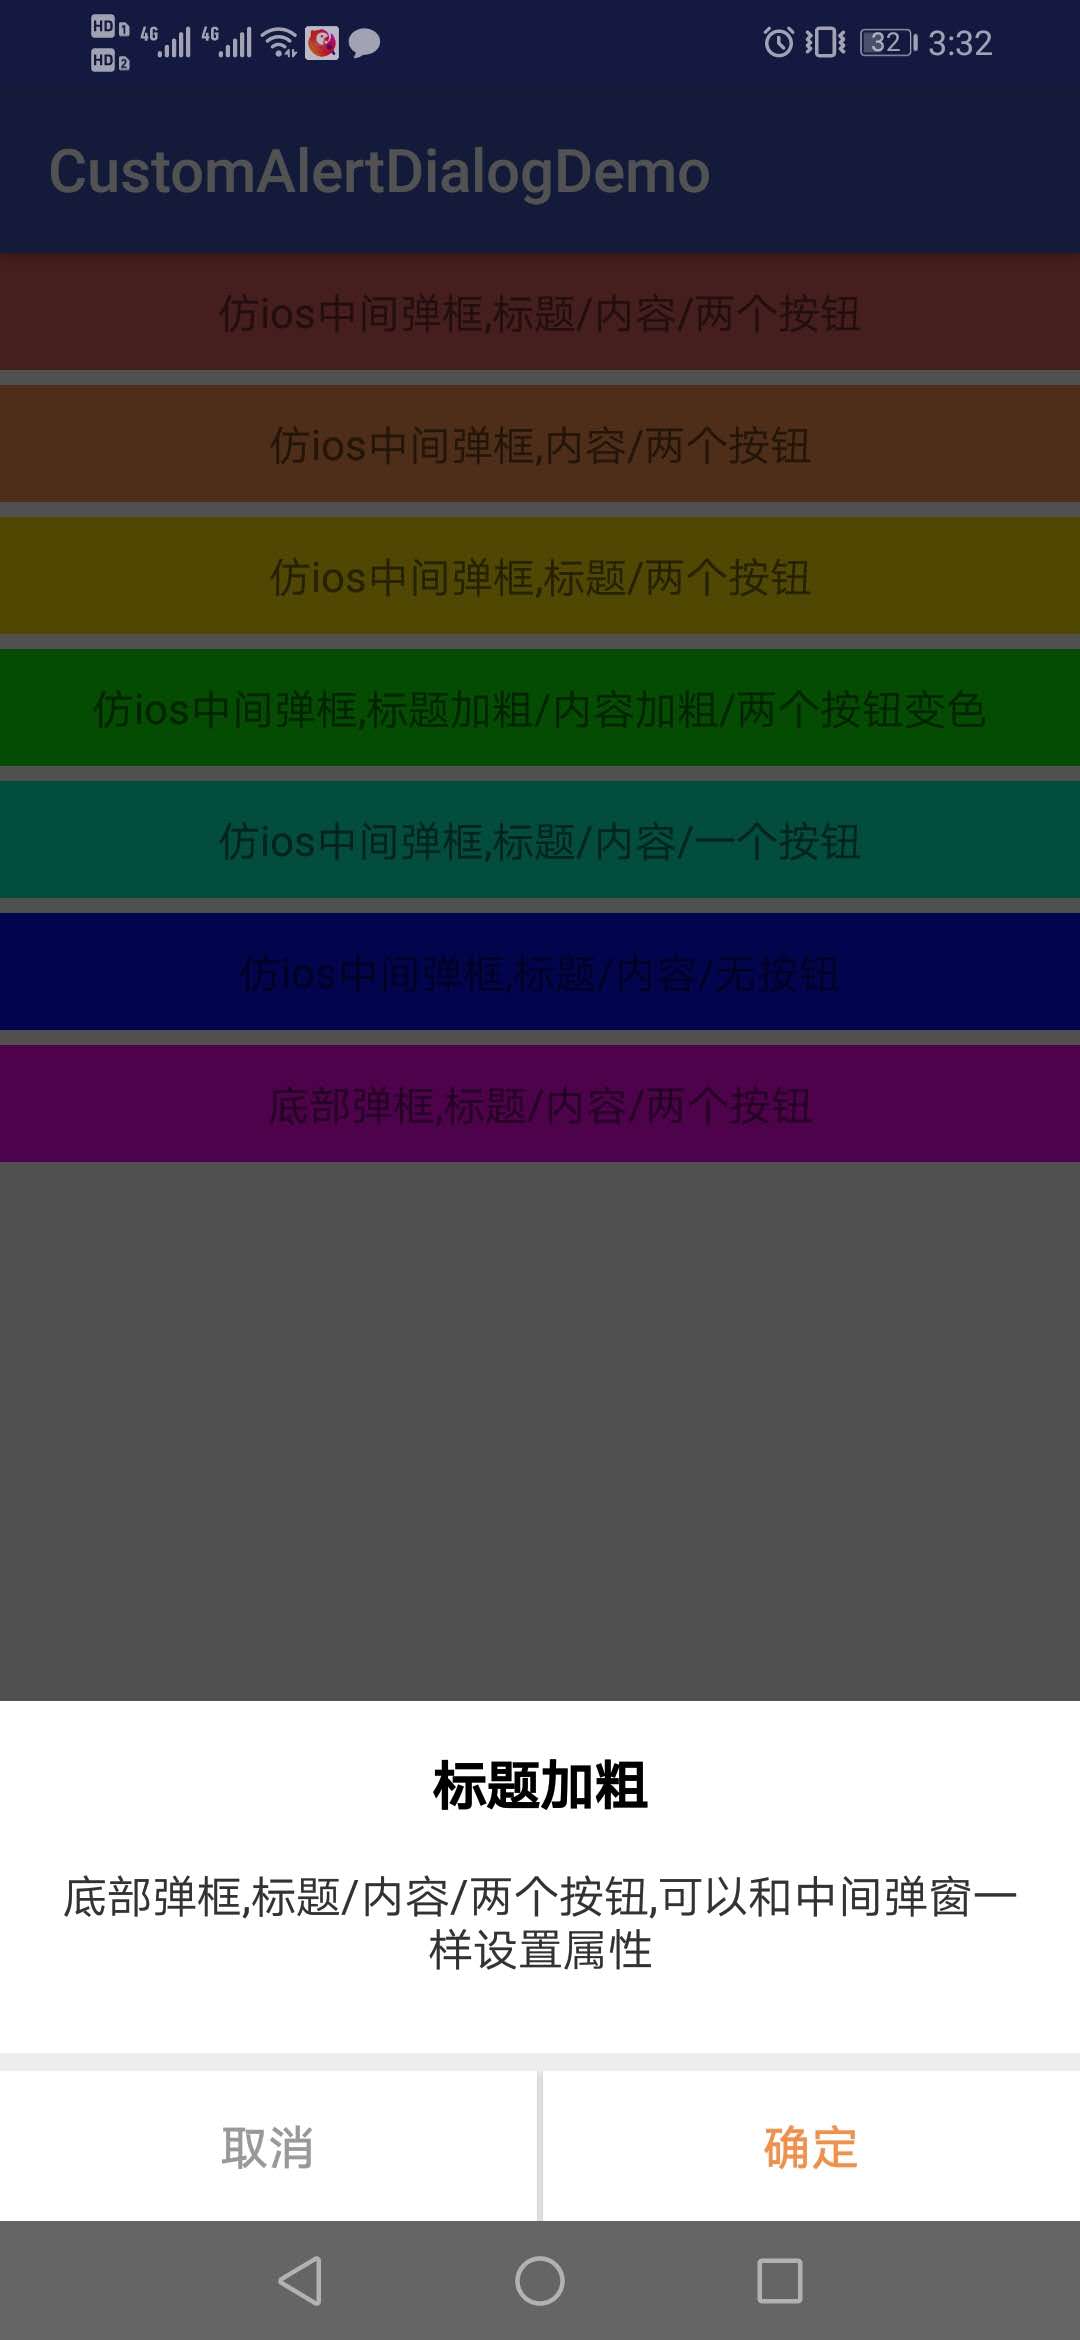 HD 1 4G 4G 32 3:32
HD 2
CustomAlertDialogDemo
仿ios中间弹框,标题/内容/两个按钮
仿ios中间弹框,内容/两个按钮
仿ios中间弹框,标题/两个按钮
仿ios中间弹框,标题加粗/内容加粗/两个按钮变色
仿ios中间弹框,标题/内容/一个按钮
仿ios中间弹框,标题/内容/无按钮
底部弹框,标题/内容/两个按钮
标题加粗
底部弹框,标题/内容/两个按钮,可以和中间弹窗一
样设置属性
取消 确定